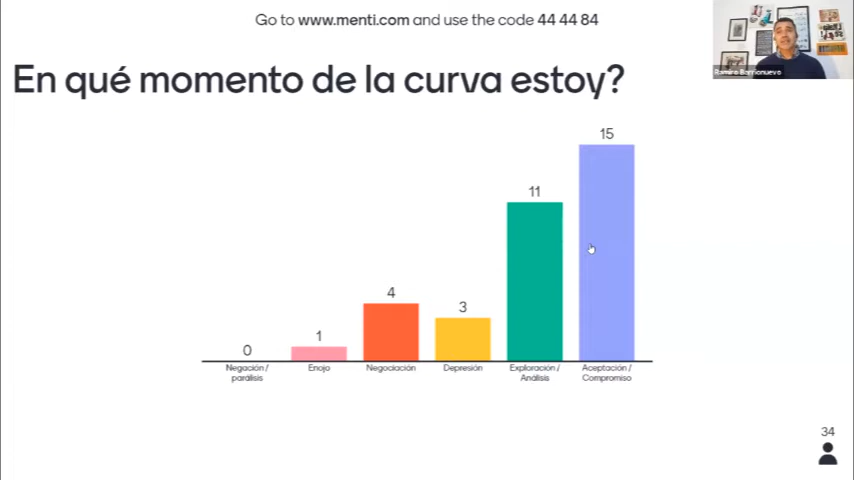 Go to www.menti.com and use the code 44 44 84
Ramiro Barrionuevo
En qué momento de la curva estoy?
15
11
4
3
1
0
Negación / parálisis
Enojo
Negociación
Depresión
Exploración / Análisis
Aceptación / Compromiso
34